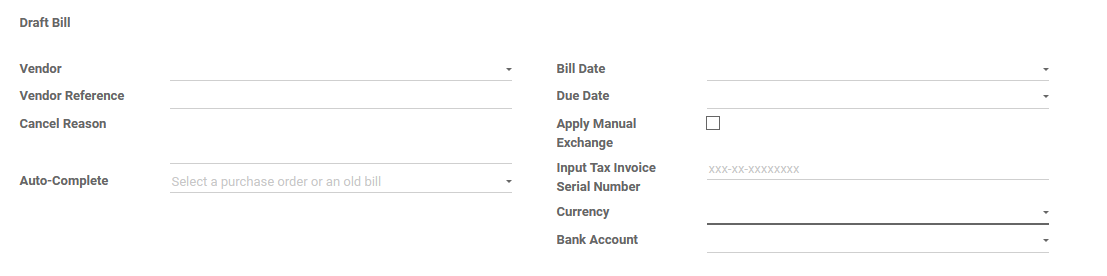 Draft Bill
Vendor
Vendor Reference
Cancel Reason
Auto-Complete Select a purchase order or an old bill
Bill Date
Due Date
Apply Manual
Exchange
Input Tax Invoice xxx-xx-xxxxxxxx
Serial Number
Currency
Bank Account